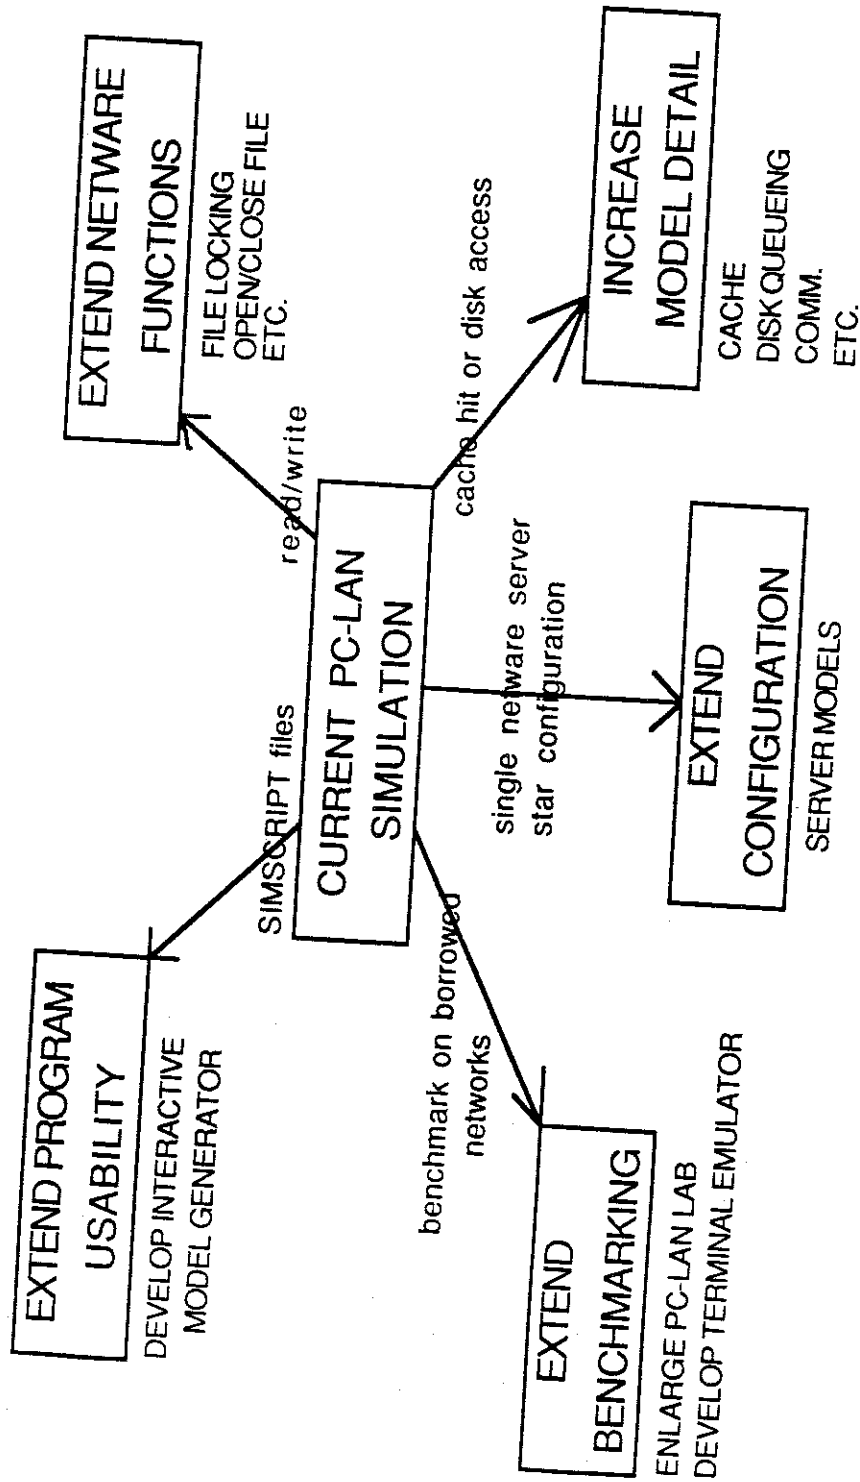 EXTEND PROGRAM
USABILITY
DEVELOP INTERACTIVE
MODEL GENERATOR
EXTEND NETWARE
FUNCTIONS
FILE LOCKING
OPEN/CLOSE FILE
ETC.
SIMSCRIPT files
read/write
CURRENT PC-LAN
SIMULATION
benchmark on borrowed
networks
single netware server
star configuration
cache hit or disk access
EXTEND
BENCHMARKING
ENLARGE PC-LAN LAB
DEVELOP TERMINAL EMULATOR
EXTEND
CONFIGURATION
SERVER MODELS
INCREASE
MODEL DETAIL
CACHE
DISK QUEUEING
COMM.
ETC.